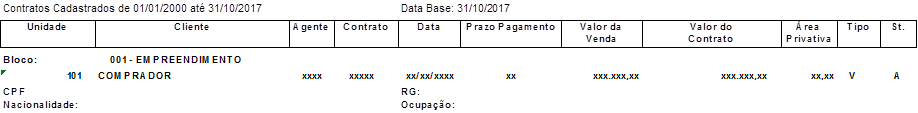 Contratos Cadastrados de 01/01/2000 até 31/10/2017 Data Base: 31/10/2017
Unidade Cliente Agente Contrato Data Prazo Pagamento Valor da Venda Valor do Contrato Área Privativa Tipo St.
Bloco: 001- EMPREENDIMENTO
101 COMPRADOR xxxx xxxxx xx/xx/xxxx xx xxx.xxx,xx xxx.xxx,xx xx,xx V A
CPF RG:
Nacionalidade: Ocupação: